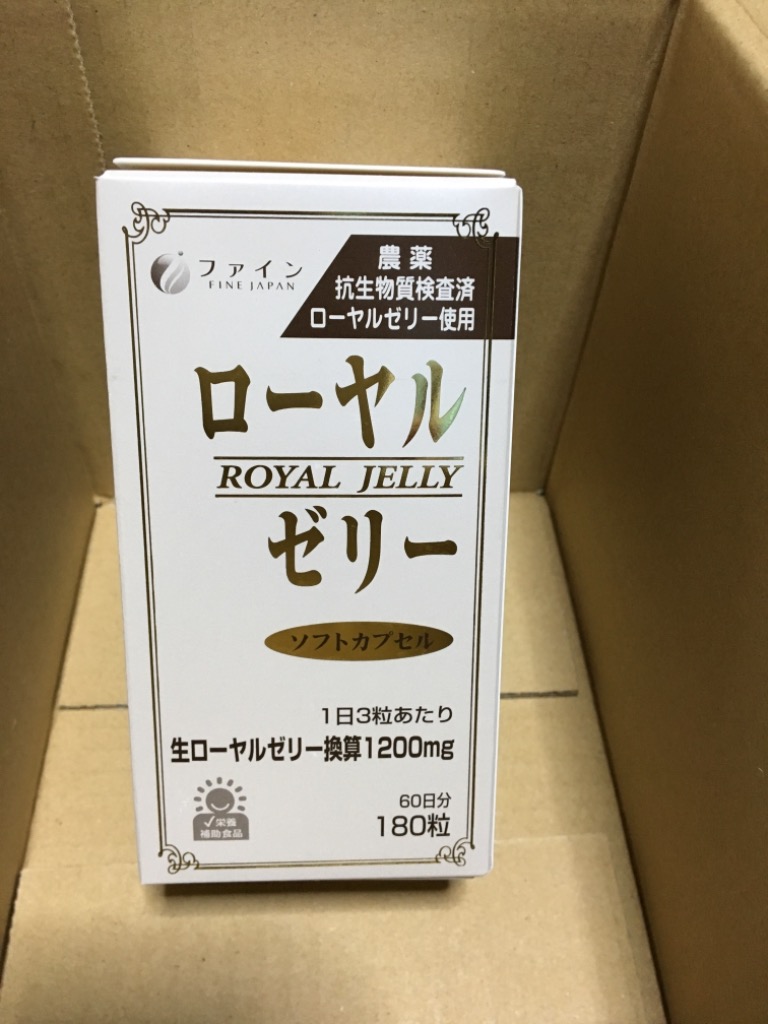 ファイン
FINE JAPAN
農薬
抗生物質検査済
ローヤルゼリー使用
ローヤル
ROYAL JELLY
ゼリー
ソフトカプセル
1日3粒あたり
生ローヤルゼリー換算1200mg
✓栄養
補助食品
60日分
180粒